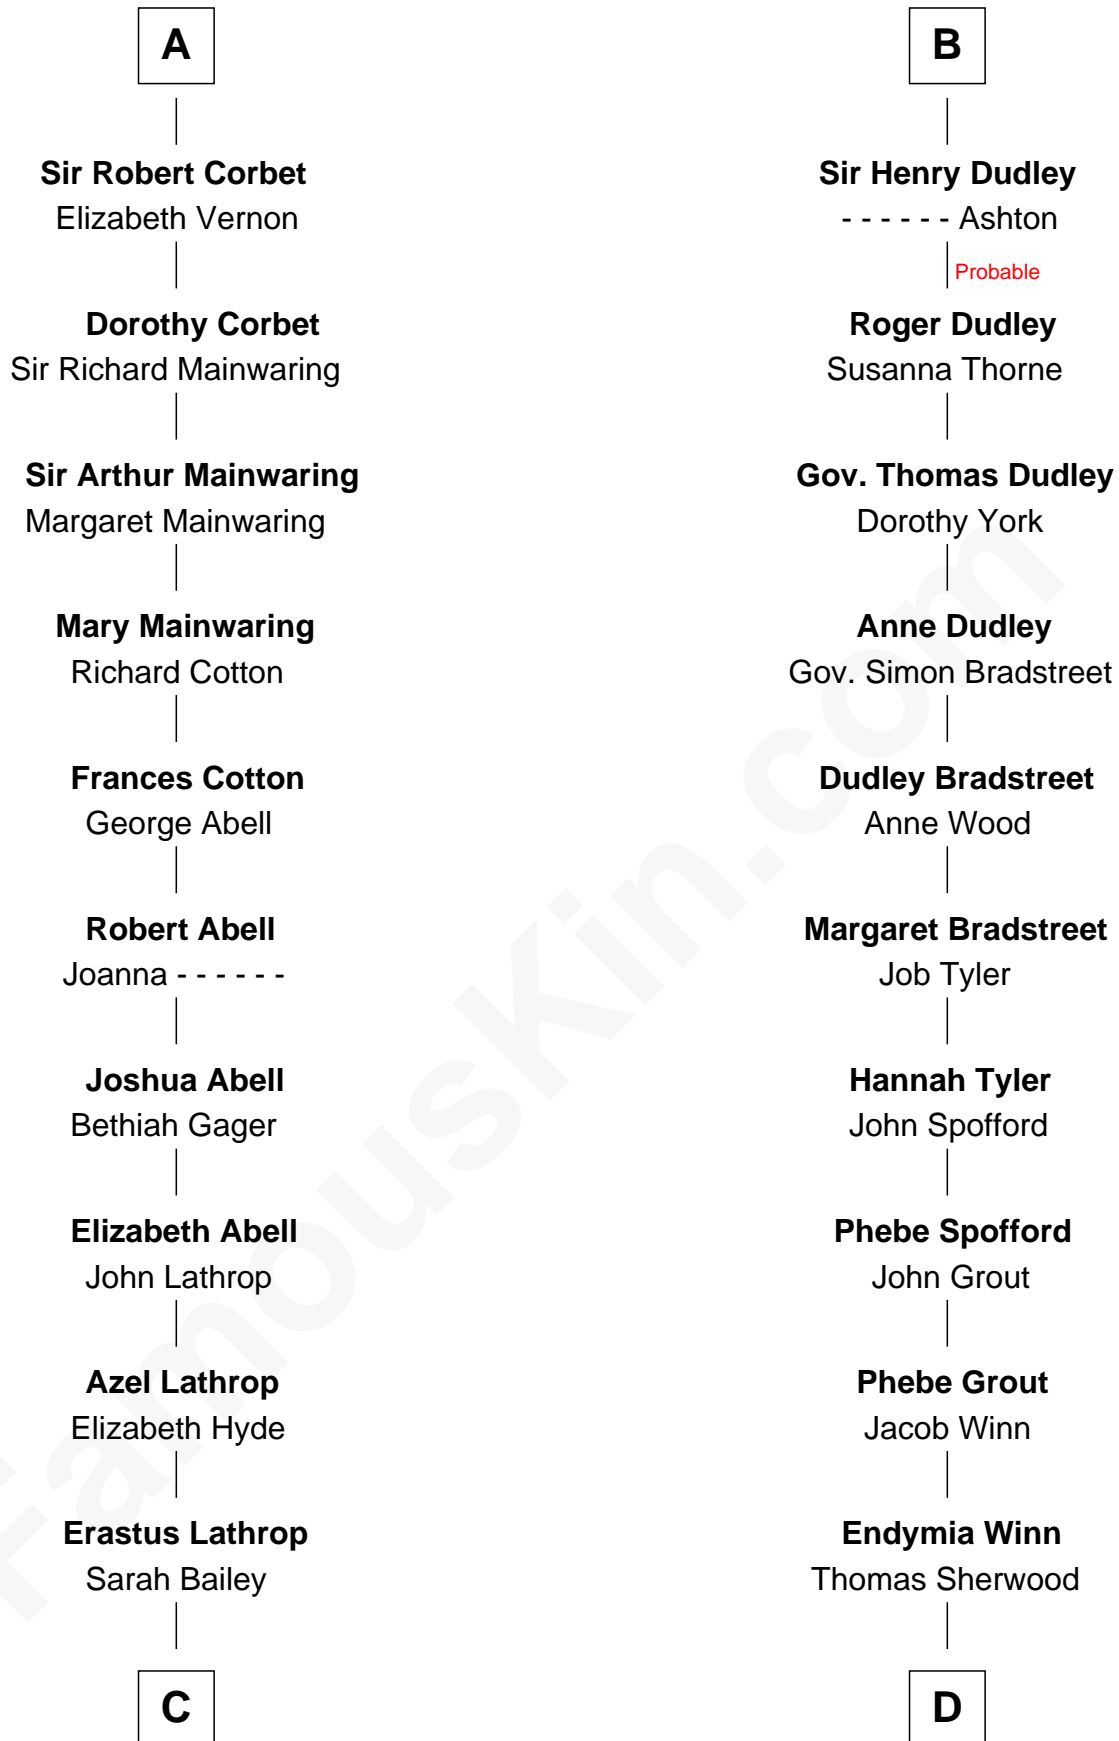 A
Sir Robert Corbet
Elizabeth Vernon
Dorothy Corbet
Sir Richard Mainwaring
Sir Arthur Mainwaring
Margaret Mainwaring
Mary Mainwaring
Richard Cotton
Frances Cotton
George Abell
Robert Abell
Joanna - - - - - -
Joshua Abell
Bethiah Gager
Elizabeth Abell
John Lathrop
Azel Lathrop
Elizabeth Hyde
Erastus Lathrop
Sarah Bailey
C
B
Sir Henry Dudley
- - - - - - Ashton
Probable
Roger Dudley
Susanna Thorne
Gov. Thomas Dudley
Dorothy York
Anne Dudley
Gov. Simon Bradstreet
Dudley Bradstreet
Anne Wood
Margaret Bradstreet
Job Tyler
Hannah Tyler
John Spofford
Phebe Spofford
John Grout
Phebe Grout
Jacob Winn
Endymia Winn
Thomas Sherwood
D
FamousKin.com